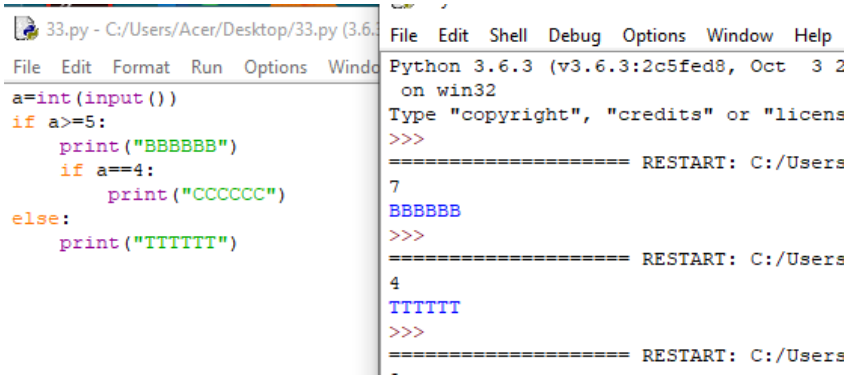 33.py - C:/Users/Acer/Desktop/33.py (3.6.
File Edit Format Run Options Windo
a=int(input())
if a>=5:
    print("BBBBBB")
    if a==4:
        print("CCCCCC")
else:
    print("TTTTTT")
File Edit Shell Debug Options Window Help
Python 3.6.3 (v3.6.3:2c5fed8, Oct  3 2
 on win32
Type "copyright", "credits" or "licens
>>>
==================== RESTART: C:/Users
7
BBBBBB
>>>
==================== RESTART: C:/Users
4
TTTTTT
>>>
==================== RESTART: C:/Users